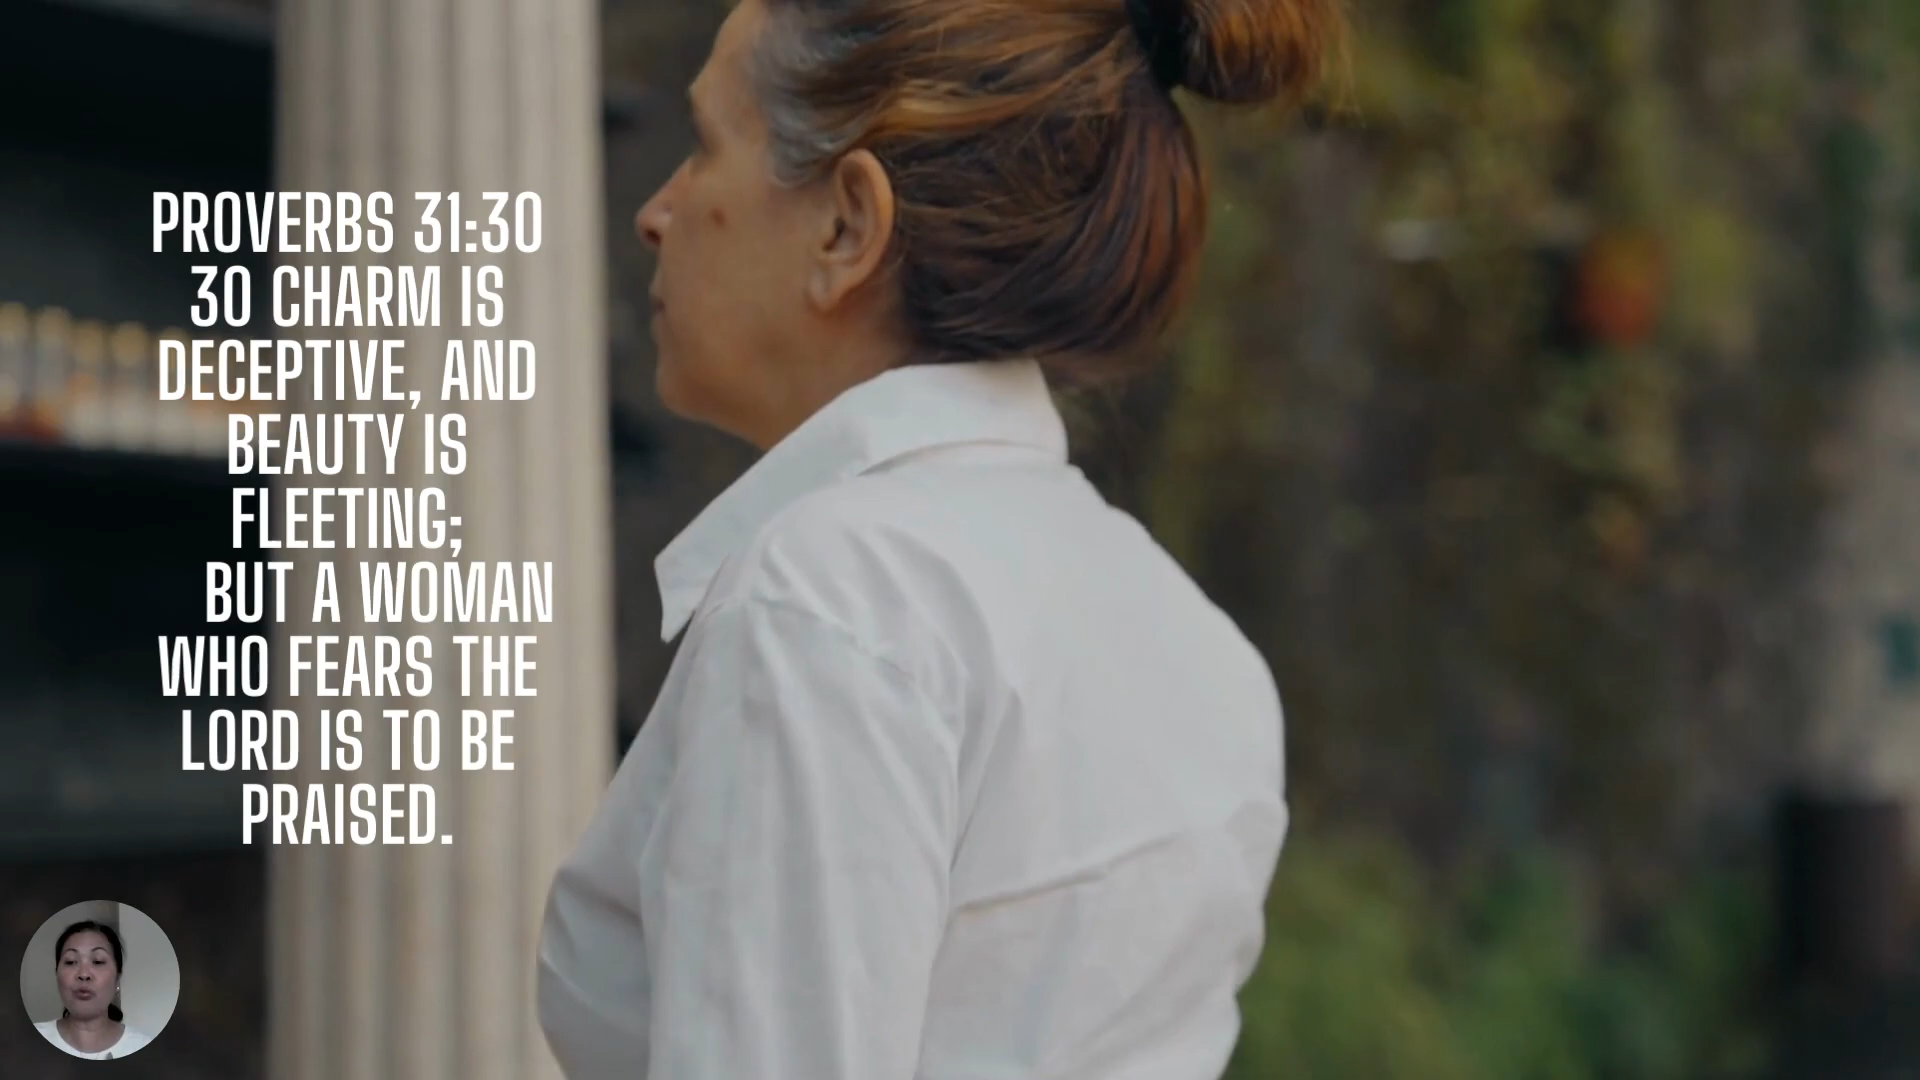 PROVERBS 31:30
30 CHARM IS
DECEPTIVE, AND
BEAUTY IS
FLEETING;
BUT A WOMAN
WHO FEARS THE
LORD IS TO BE
PRAISED.